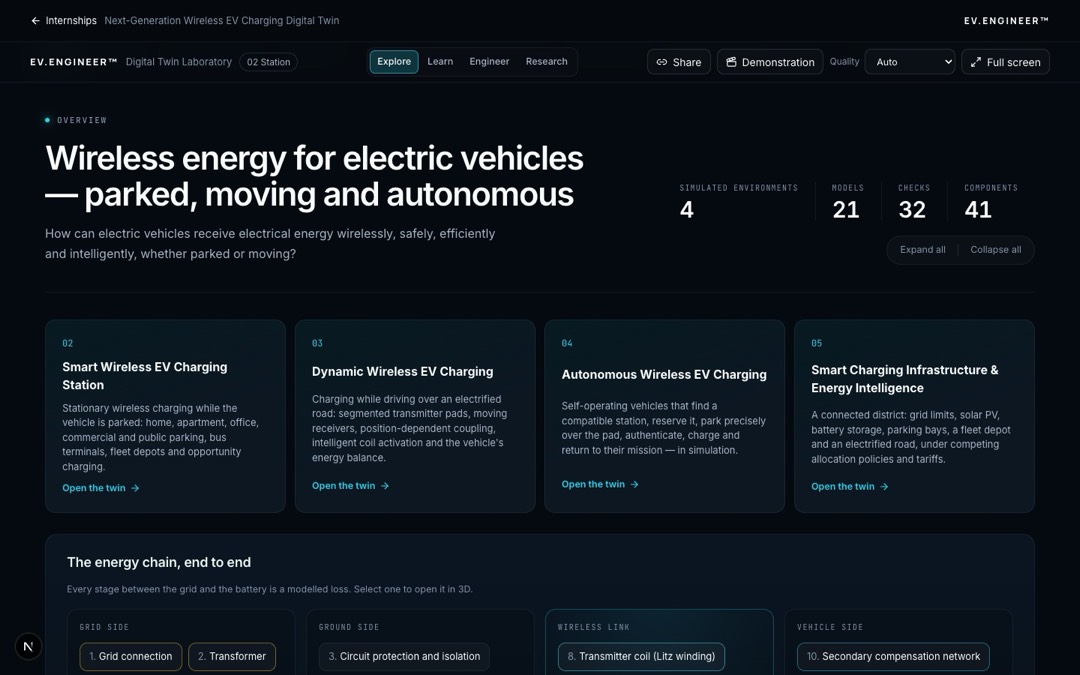 ← Internships Next-Generation Wireless EV Charging Digital Twin
EV.ENGINEER™
EV.ENGINEER™ Digital Twin Laboratory 02 Station
Explore Learn Engineer Research
Share Demonstration Quality Auto Full screen
OVERVIEW
Wireless energy for electric vehicles
— parked, moving and autonomous
How can electric vehicles receive electrical energy wirelessly, safely, efficiently
and intelligently, whether parked or moving?
SIMULATED ENVIRONMENTS
4
MODELS
21
CHECKS
32
COMPONENTS
41
Expand all Collapse all
02
Smart Wireless EV Charging
Station
Stationary wireless charging while the
vehicle is parked: home, apartment, office,
commercial and public parking, bus
terminals, fleet depots and opportunity
charging.
Open the twin →
03
Dynamic Wireless EV Charging
Charging while driving over an electrified
road: segmented transmitter pads, moving
receivers, position-dependent coupling,
intelligent coil activation and the vehicle's
energy balance.
Open the twin →
04
Autonomous Wireless EV Charging
Self-operating vehicles that find a
compatible station, reserve it, park precisely
over the pad, authenticate, charge and
return to their mission — in simulation.
Open the twin →
05
Smart Charging Infrastructure &
Energy Intelligence
A connected district: grid limits, solar PV,
battery storage, parking bays, a fleet depot
and an electrified road, under competing
allocation policies and tariffs.
Open the twin →
The energy chain, end to end
Every stage between the grid and the battery is a modelled loss. Select one to open it in 3D.
GRID SIDE
1. Grid connection
2. Transformer
GROUND SIDE
3. Circuit protection and isolation
WIRELESS LINK
8. Transmitter coil (Litz winding)
VEHICLE SIDE
10. Secondary compensation network
N